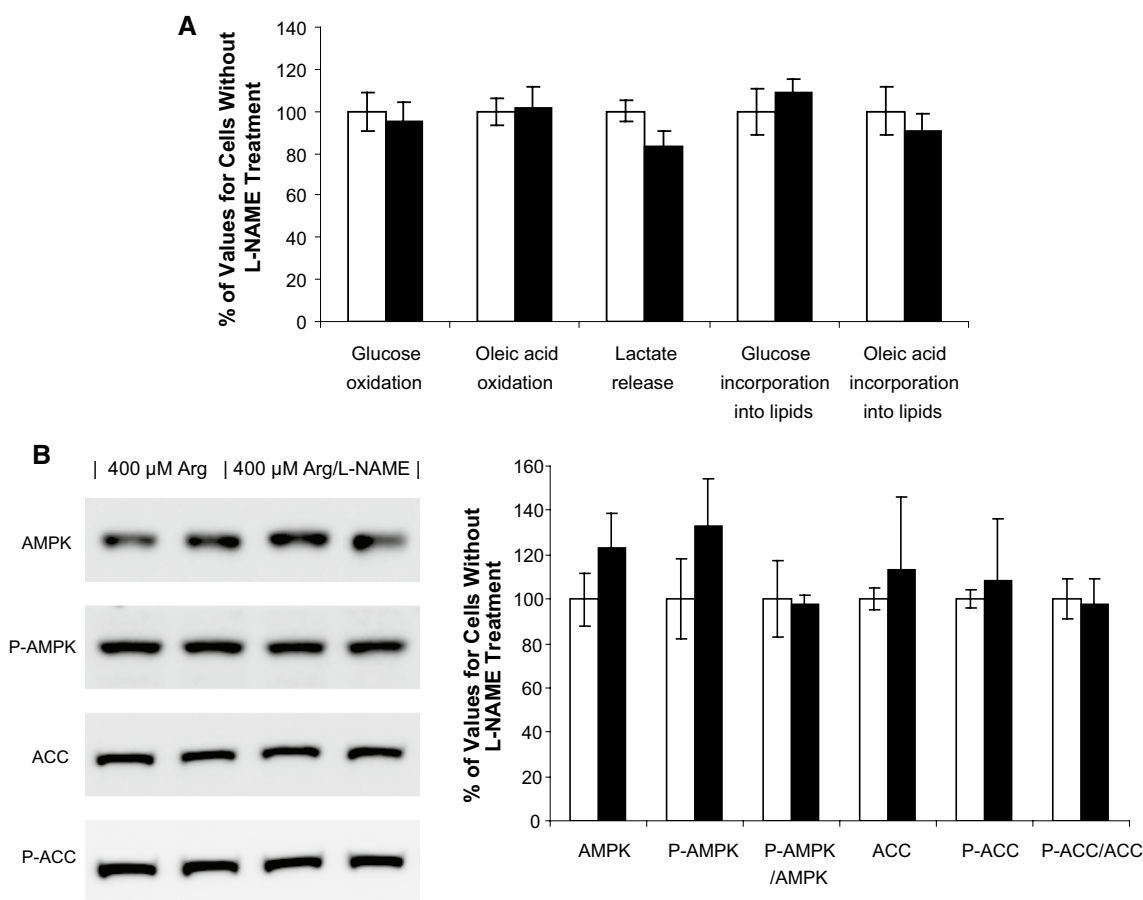 A
% of Values for Cells Without
L-NAME Treatment
140
120
100
80
60
40
20
0
Glucose
oxidation
Oleic acid
oxidation
Lactate
release
Glucose
incorporation
into lipids
Oleic acid
incorporation
into lipids
B
| 400 µM Arg | 400 µM Arg/L-NAME |
AMPK
P-AMPK
ACC
P-ACC
% of Values for Cells Without
L-NAME Treatment
160
140
120
100
80
60
40
20
0
AMPK
P-AMPK
P-AMPK
/AMPK
ACC
P-ACC
P-ACC/ACC